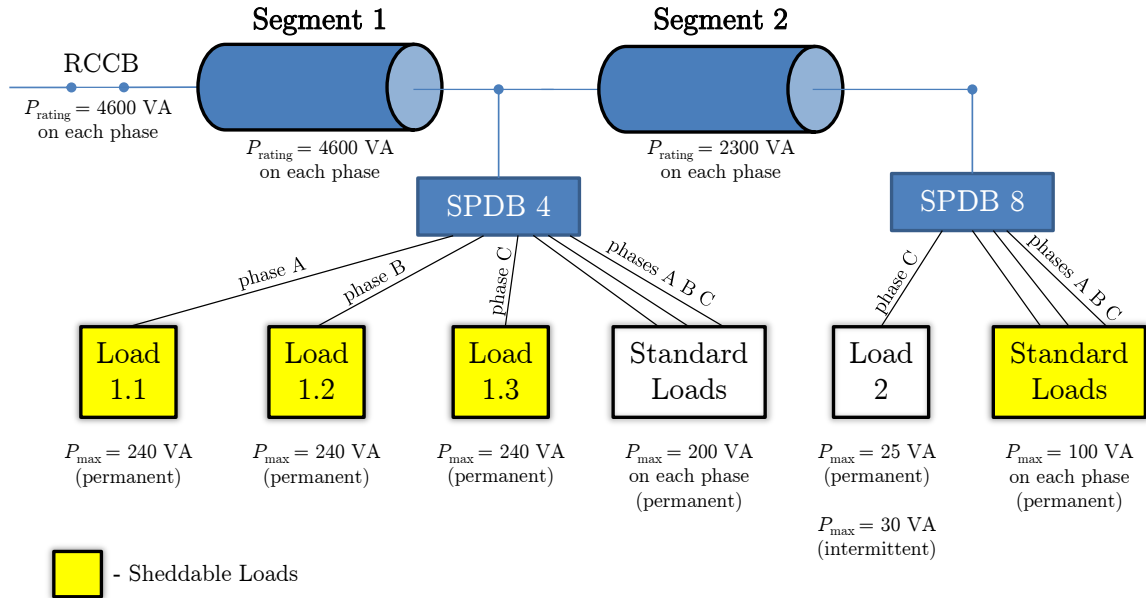 Segment 1
Segment 2
RCCB
P_rating = 4600 VA
on each phase
P_rating = 4600 VA
on each phase
P_rating = 2300 VA
on each phase
SPDB 4
SPDB 8
phase A
phase B
phase C
phases A B C
phase C
phases A B C
Load
1.1
Load
1.2
Load
1.3
Standard
Loads
Load
2
Standard
Loads
P_max = 240 VA
(permanent)
P_max = 240 VA
(permanent)
P_max = 240 VA
(permanent)
P_max = 200 VA
on each phase
(permanent)
P_max = 25 VA
(permanent)
P_max = 30 VA
(intermittent)
P_max = 100 VA
on each phase
(permanent)
- Sheddable Loads